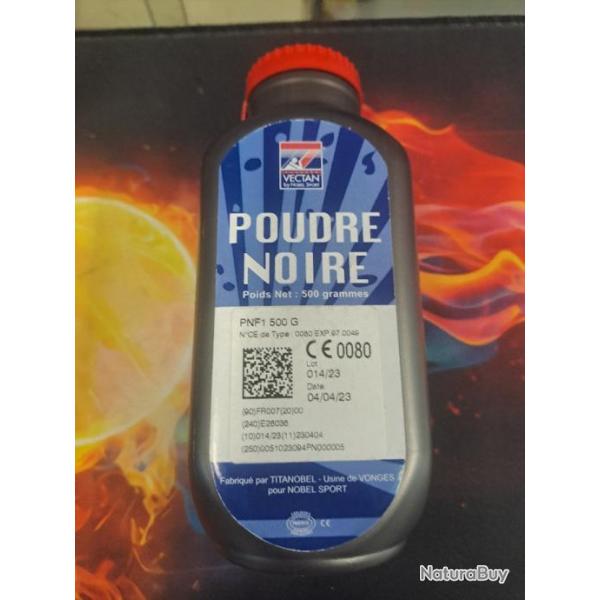 VECTAN
by Nobel Sport
POUDRE
NOIRE
Poids Net : 500 grammes
PNF1 500 G
N°CE de Type : 0080.EXP.97.0049
CE 0080
Lot
014/23
Date:
04/04/23
(90)FR007(20)00
(240)E28036
(10)014/23(11)230404
(250)0051023094PN000005
Fabriqué par TITANOBEL - Usine de VONGES
pour NOBEL SPORT
CE
NaturaBuy